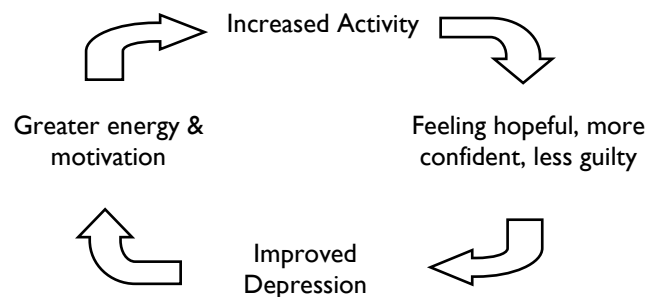 Increased Activity
Feeling hopeful, more
confident, less guilty
Improved
Depression
Greater energy &
motivation